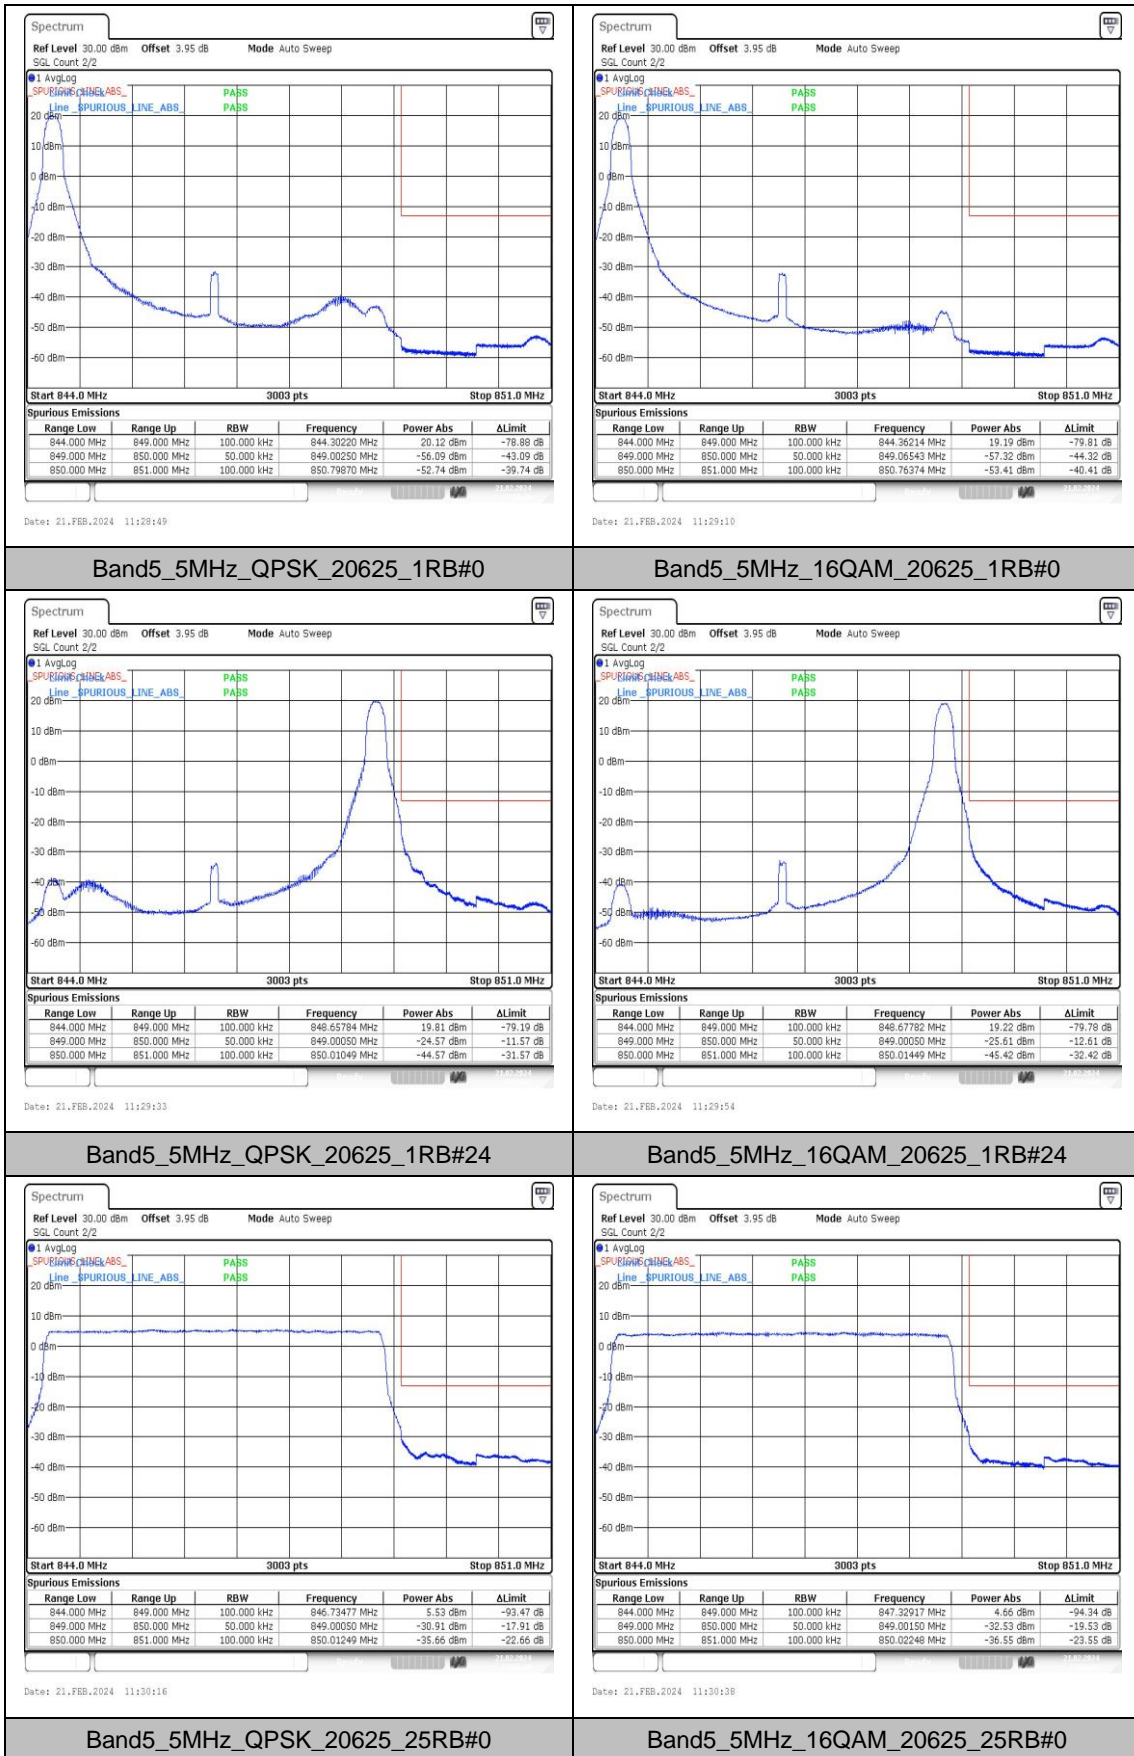 Spectrum
Ref Level 30.00 dBm Offset 3.95 dB Mode Auto Sweep
SGL Count 2/2
1 AvgLog
Limit Check PASS
_SPURIOUS_LINE_ABS_
Line _SPURIOUS_LINE_ABS_ PASS
20 dBm
10 dBm
0 dBm
-10 dBm
-20 dBm
-30 dBm
-40 dBm
-50 dBm
-60 dBm
Start 844.0 MHz 3003 pts Stop 851.0 MHz
Spurious Emissions
Range Low Range Up RBW Frequency Power Abs ΔLimit
844.000 MHz 849.000 MHz 100.000 kHz 844.30220 MHz 20.12 dBm -78.88 dB
849.000 MHz 850.000 MHz 50.000 kHz 849.00250 MHz -56.09 dBm -43.09 dB
850.000 MHz 851.000 MHz 100.000 kHz 850.79870 MHz -52.74 dBm -39.74 dB
Date: 21.FEB.2024 11:28:49
Band5_5MHz_QPSK_20625_1RB#0
Spectrum
Ref Level 30.00 dBm Offset 3.95 dB Mode Auto Sweep
SGL Count 2/2
1 AvgLog
Limit Check PASS
_SPURIOUS_LINE_ABS_
Line _SPURIOUS_LINE_ABS_ PASS
20 dBm
10 dBm
0 dBm
-10 dBm
-20 dBm
-30 dBm
-40 dBm
-50 dBm
-60 dBm
Start 844.0 MHz 3003 pts Stop 851.0 MHz
Spurious Emissions
Range Low Range Up RBW Frequency Power Abs ΔLimit
844.000 MHz 849.000 MHz 100.000 kHz 844.36214 MHz 19.19 dBm -79.81 dB
849.000 MHz 850.000 MHz 50.000 kHz 849.06543 MHz -57.32 dBm -44.32 dB
850.000 MHz 851.000 MHz 100.000 kHz 850.76374 MHz -53.41 dBm -40.41 dB
Date: 21.FEB.2024 11:29:10
Band5_5MHz_16QAM_20625_1RB#0
Spectrum
Ref Level 30.00 dBm Offset 3.95 dB Mode Auto Sweep
SGL Count 2/2
1 AvgLog
Limit Check PASS
_SPURIOUS_LINE_ABS_
Line _SPURIOUS_LINE_ABS_ PASS
20 dBm
10 dBm
0 dBm
-10 dBm
-20 dBm
-30 dBm
-40 dBm
-50 dBm
-60 dBm
Start 844.0 MHz 3003 pts Stop 851.0 MHz
Spurious Emissions
Range Low Range Up RBW Frequency Power Abs ΔLimit
844.000 MHz 849.000 MHz 100.000 kHz 848.65784 MHz 19.81 dBm -79.19 dB
849.000 MHz 850.000 MHz 50.000 kHz 849.00050 MHz -24.57 dBm -11.57 dB
850.000 MHz 851.000 MHz 100.000 kHz 850.01049 MHz -44.57 dBm -31.57 dB
Date: 21.FEB.2024 11:29:33
Band5_5MHz_QPSK_20625_1RB#24
Spectrum
Ref Level 30.00 dBm Offset 3.95 dB Mode Auto Sweep
SGL Count 2/2
1 AvgLog
Limit Check PASS
_SPURIOUS_LINE_ABS_
Line _SPURIOUS_LINE_ABS_ PASS
20 dBm
10 dBm
0 dBm
-10 dBm
-20 dBm
-30 dBm
-40 dBm
-50 dBm
-60 dBm
Start 844.0 MHz 3003 pts Stop 851.0 MHz
Spurious Emissions
Range Low Range Up RBW Frequency Power Abs ΔLimit
844.000 MHz 849.000 MHz 100.000 kHz 848.67782 MHz 19.22 dBm -79.78 dB
849.000 MHz 850.000 MHz 50.000 kHz 849.00050 MHz -25.61 dBm -12.61 dB
850.000 MHz 851.000 MHz 100.000 kHz 850.01449 MHz -45.42 dBm -32.42 dB
Date: 21.FEB.2024 11:29:54
Band5_5MHz_16QAM_20625_1RB#24
Spectrum
Ref Level 30.00 dBm Offset 3.95 dB Mode Auto Sweep
SGL Count 2/2
1 AvgLog
Limit Check PASS
_SPURIOUS_LINE_ABS_
Line _SPURIOUS_LINE_ABS_ PASS
20 dBm
10 dBm
0 dBm
-10 dBm
-20 dBm
-30 dBm
-40 dBm
-50 dBm
-60 dBm
Start 844.0 MHz 3003 pts Stop 851.0 MHz
Spurious Emissions
Range Low Range Up RBW Frequency Power Abs ΔLimit
844.000 MHz 849.000 MHz 100.000 kHz 846.73477 MHz 5.53 dBm -93.47 dB
849.000 MHz 850.000 MHz 50.000 kHz 849.00050 MHz -30.91 dBm -17.91 dB
850.000 MHz 851.000 MHz 100.000 kHz 850.01249 MHz -35.66 dBm -22.66 dB
Date: 21.FEB.2024 11:30:16
Band5_5MHz_QPSK_20625_25RB#0
Spectrum
Ref Level 30.00 dBm Offset 3.95 dB Mode Auto Sweep
SGL Count 2/2
1 AvgLog
Limit Check PASS
_SPURIOUS_LINE_ABS_
Line _SPURIOUS_LINE_ABS_ PASS
20 dBm
10 dBm
0 dBm
-10 dBm
-20 dBm
-30 dBm
-40 dBm
-50 dBm
-60 dBm
Start 844.0 MHz 3003 pts Stop 851.0 MHz
Spurious Emissions
Range Low Range Up RBW Frequency Power Abs ΔLimit
844.000 MHz 849.000 MHz 100.000 kHz 847.32917 MHz 4.66 dBm -94.34 dB
849.000 MHz 850.000 MHz 50.000 kHz 849.00150 MHz -32.53 dBm -19.53 dB
850.000 MHz 851.000 MHz 100.000 kHz 850.02248 MHz -36.55 dBm -23.55 dB
Date: 21.FEB.2024 11:30:38
Band5_5MHz_16QAM_20625_25RB#0